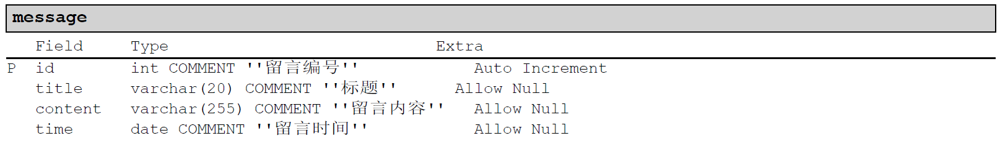 message
Field Type Extra
P id int COMMENT ''留言编号'' Auto Increment
title varchar(20) COMMENT ''标题'' Allow Null
content varchar(255) COMMENT ''留言内容'' Allow Null
time date COMMENT ''留言时间'' Allow Null